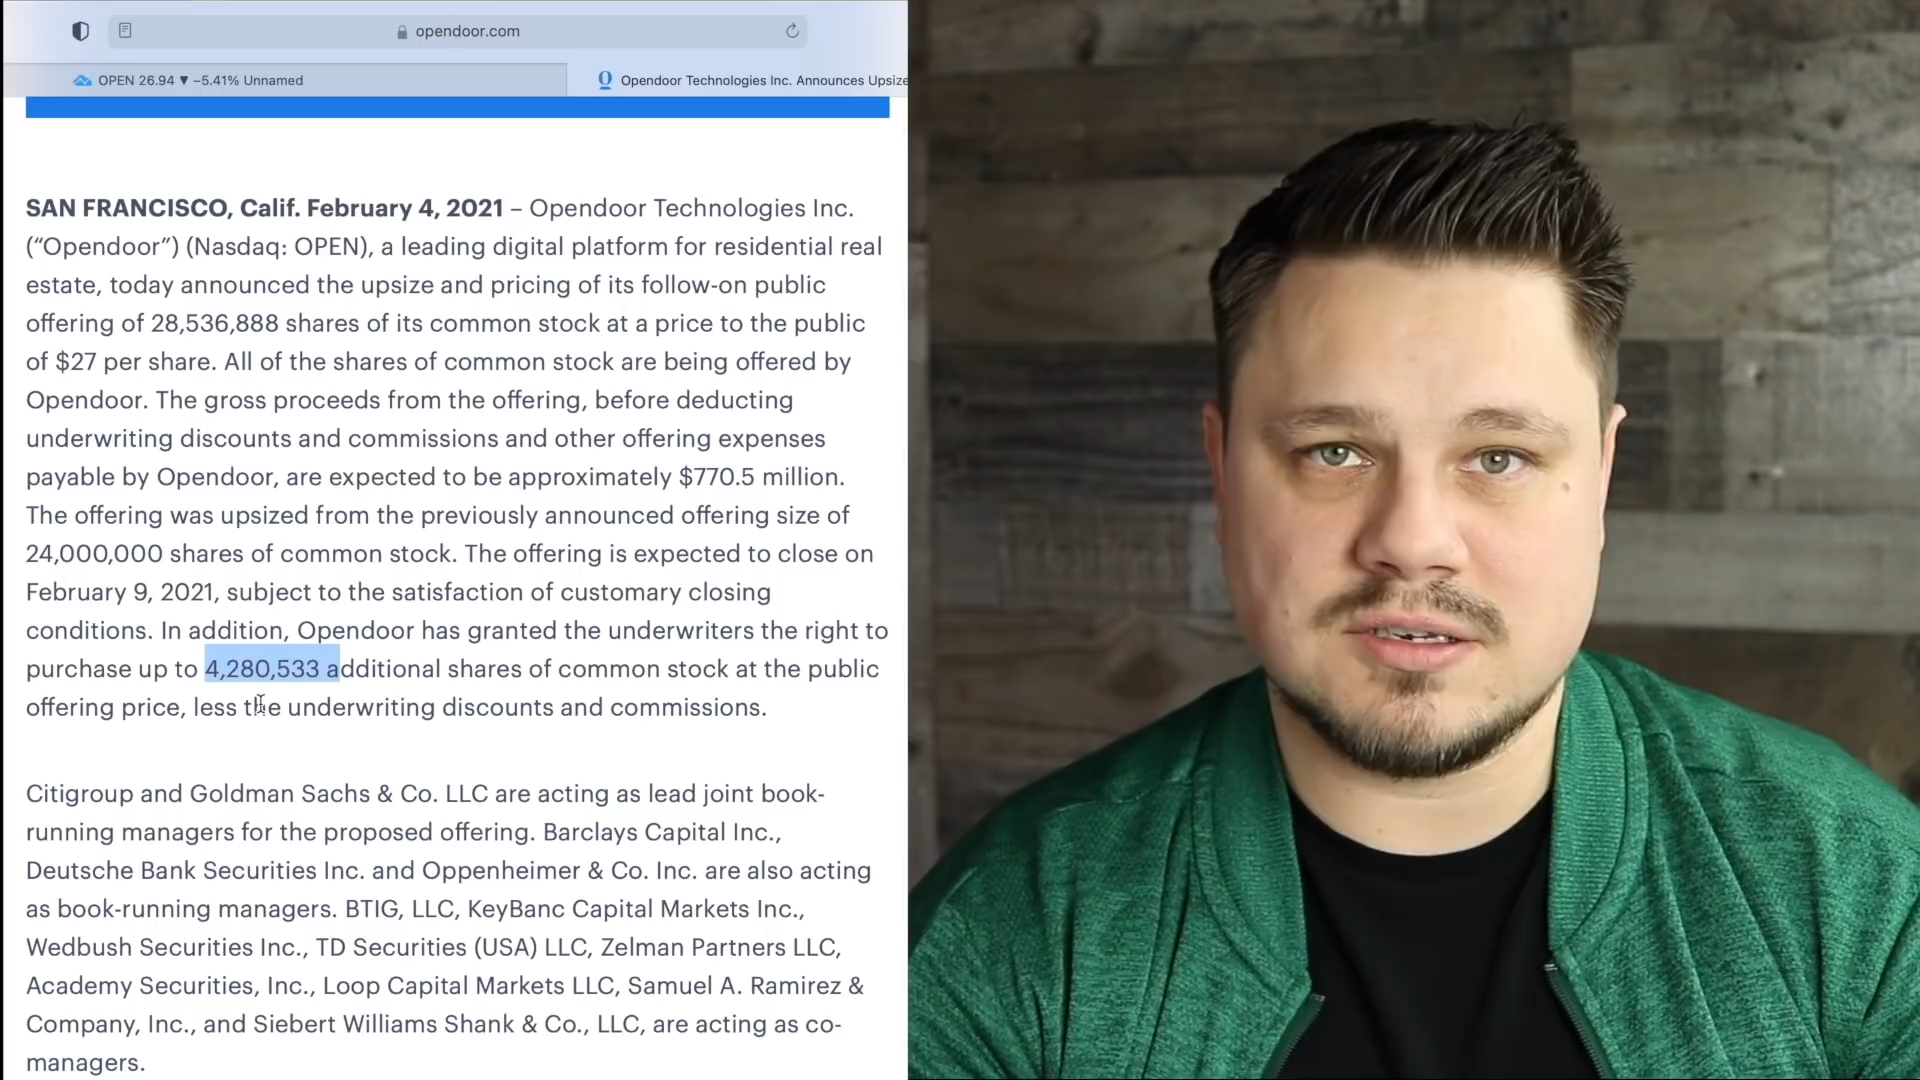 opendoor.com
OPEN 26.94 ▼ −5.41% Unnamed
Opendoor Technologies Inc. Announces Upsize
SAN FRANCISCO, Calif. February 4, 2021 – Opendoor Technologies Inc.
(“Opendoor”) (Nasdaq: OPEN), a leading digital platform for residential real
estate, today announced the upsize and pricing of its follow-on public
offering of 28,536,888 shares of its common stock at a price to the public
of $27 per share. All of the shares of common stock are being offered by
Opendoor. The gross proceeds from the offering, before deducting
underwriting discounts and commissions and other offering expenses
payable by Opendoor, are expected to be approximately $770.5 million.
The offering was upsized from the previously announced offering size of
24,000,000 shares of common stock. The offering is expected to close on
February 9, 2021, subject to the satisfaction of customary closing
conditions. In addition, Opendoor has granted the underwriters the right to
purchase up to 4,280,533 additional shares of common stock at the public
offering price, less the underwriting discounts and commissions.
Citigroup and Goldman Sachs & Co. LLC are acting as lead joint book-
running managers for the proposed offering. Barclays Capital Inc.,
Deutsche Bank Securities Inc. and Oppenheimer & Co. Inc. are also acting
as book-running managers. BTIG, LLC, KeyBanc Capital Markets Inc.,
Wedbush Securities Inc., TD Securities (USA) LLC, Zelman Partners LLC,
Academy Securities, Inc., Loop Capital Markets LLC, Samuel A. Ramirez &
Company, Inc., and Siebert Williams Shank & Co., LLC, are acting as co-
managers.